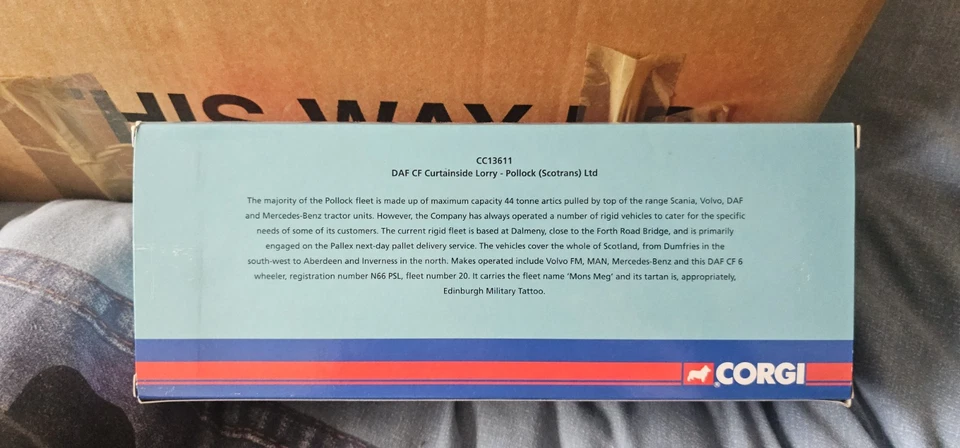 THIS WAY UP
CC13611
DAF CF Curtainside Lorry - Pollock (Scotrans) Ltd
The majority of the Pollock fleet is made up of maximum capacity 44 tonne artics pulled by top of the range Scania, Volvo, DAF
and Mercedes-Benz tractor units. However, the Company has always operated a number of rigid vehicles to cater for the specific
needs of some of its customers. The current rigid fleet is based at Dalmeny, close to the Forth Road Bridge, and is primarily
engaged on the Pallex next-day pallet delivery service. The vehicles cover the whole of Scotland, from Dumfries in the
south-west to Aberdeen and Inverness in the north. Makes operated include Volvo FM, MAN, Mercedes-Benz and this DAF CF 6
wheeler, registration number N66 PSL, fleet number 20. It carries the fleet name ‘Mons Meg’ and its tartan is, appropriately,
Edinburgh Military Tattoo.
CORGI